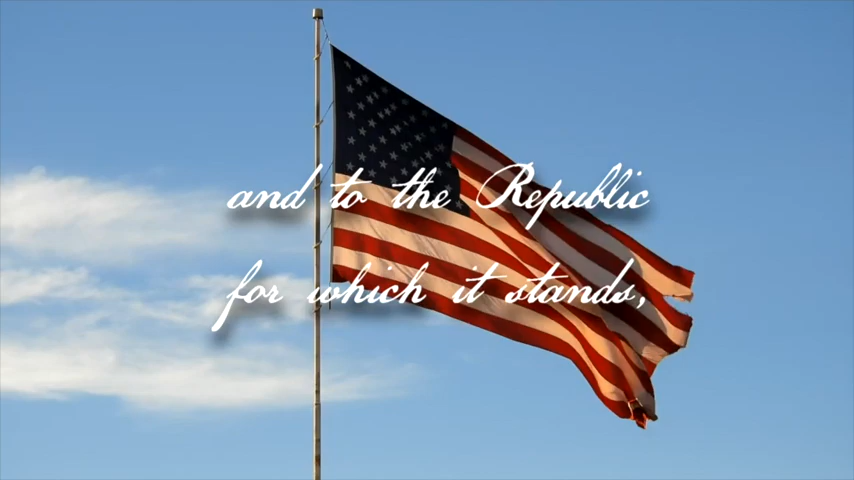 and to the Republic
for which it stands,